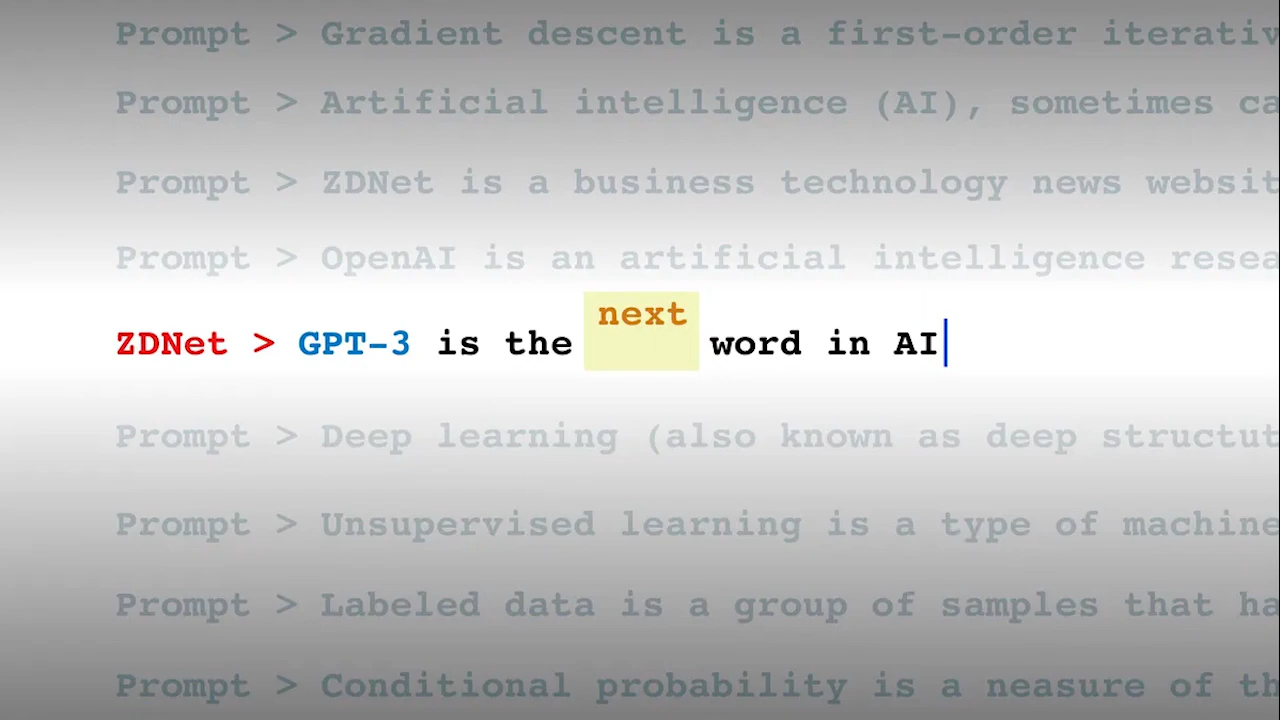 Prompt > Gradient descent is a first-order iterativ
Prompt > Artificial intelligence (AI), sometimes ca
Prompt > ZDNet is a business technology news websit
Prompt > OpenAI is an artificial intelligence resea
ZDNet > GPT-3 is the next word in AI
Prompt > Deep learning (also known as deep structut
Prompt > Unsupervised learning is a type of machine
Prompt > Labeled data is a group of samples that ha
Prompt > Conditional probability is a neasure of th